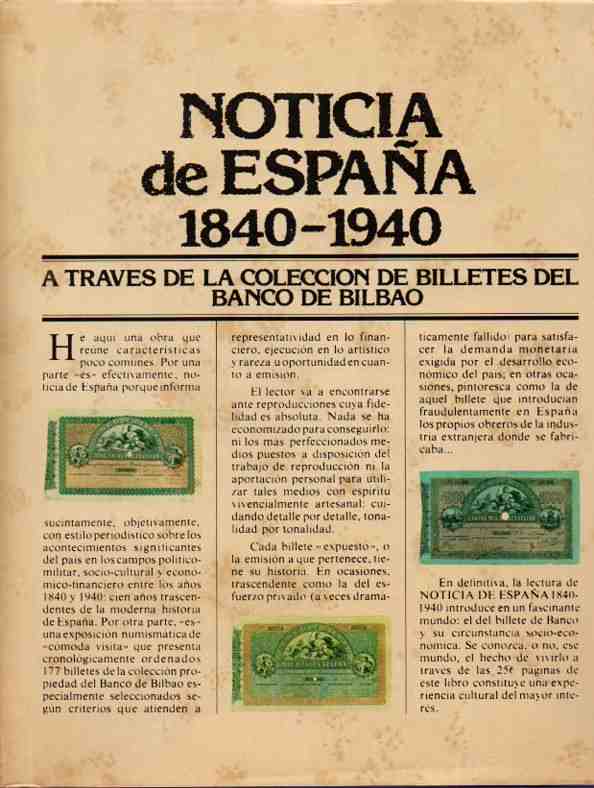 NOTICIA
de ESPAÑA
1840-1940
A TRAVES DE LA COLECCION DE BILLETES DEL
BANCO DE BILBAO
He aquí una obra que
reúne características
poco comunes. Por una
parte «es» efectivamente, no-
ticia de España porque informa
sucintamente, objetivamente,
con estilo periodístico sobre los
acontecimientos significantes
del país en los campos político-
militar, socio-cultural y econó-
mico-financiero entre los años
1840 y 1940: cien años trascen-
dentes de la moderna historia
de España. Por otra parte, «es»
una exposición numismática de
«cómoda visita» que presenta
cronológicamente ordenados
177 billetes de la colección pro-
piedad del Banco de Bilbao es-
pecialmente seleccionados se-
gún criterios que atienden a
representatividad en lo finan-
ciero, ejecución en lo artístico
y rareza u oportunidad en cuan-
to a emisión.
El lector va a encontrarse
ante reproducciones cuya fide-
lidad es absoluta. Nada se ha
economizado para conseguirlo:
ni los mas perfeccionados me-
dios puestos a disposición del
trabajo de reproducción ni la
aportación personal para utili-
zar tales medios con espíritu
vivencialmente artesanal: cui-
dando detalle por detalle, tona-
lidad por tonalidad.
Cada billete «expuesto», o
la emisión a que pertenece, tie-
ne su historia. En ocasiones,
trascendente como la del es-
fuerzo privado (a veces drama-
ticamente fallido) para satisfa-
cer la demanda monetaria
exigida por el desarrollo eco-
nómico del país; en otras oca-
siones, pintoresca como la de
aquel billete que introducían
fraudulentamente en España
los propios obreros de la indus-
tria extranjera donde se fabri-
caba...
En definitiva, la lectura de
NOTICIA DE ESPAÑA 1840-
1940 introduce en un fascinante
mundo: el del billete de Banco
y su circunstancia socio-eco-
nómica. Se conozca, o no, ese
mundo, el hecho de vivirlo a
través de las páginas de
este libro constituye una expe-
riencia cultural del mayor inte-
rés.